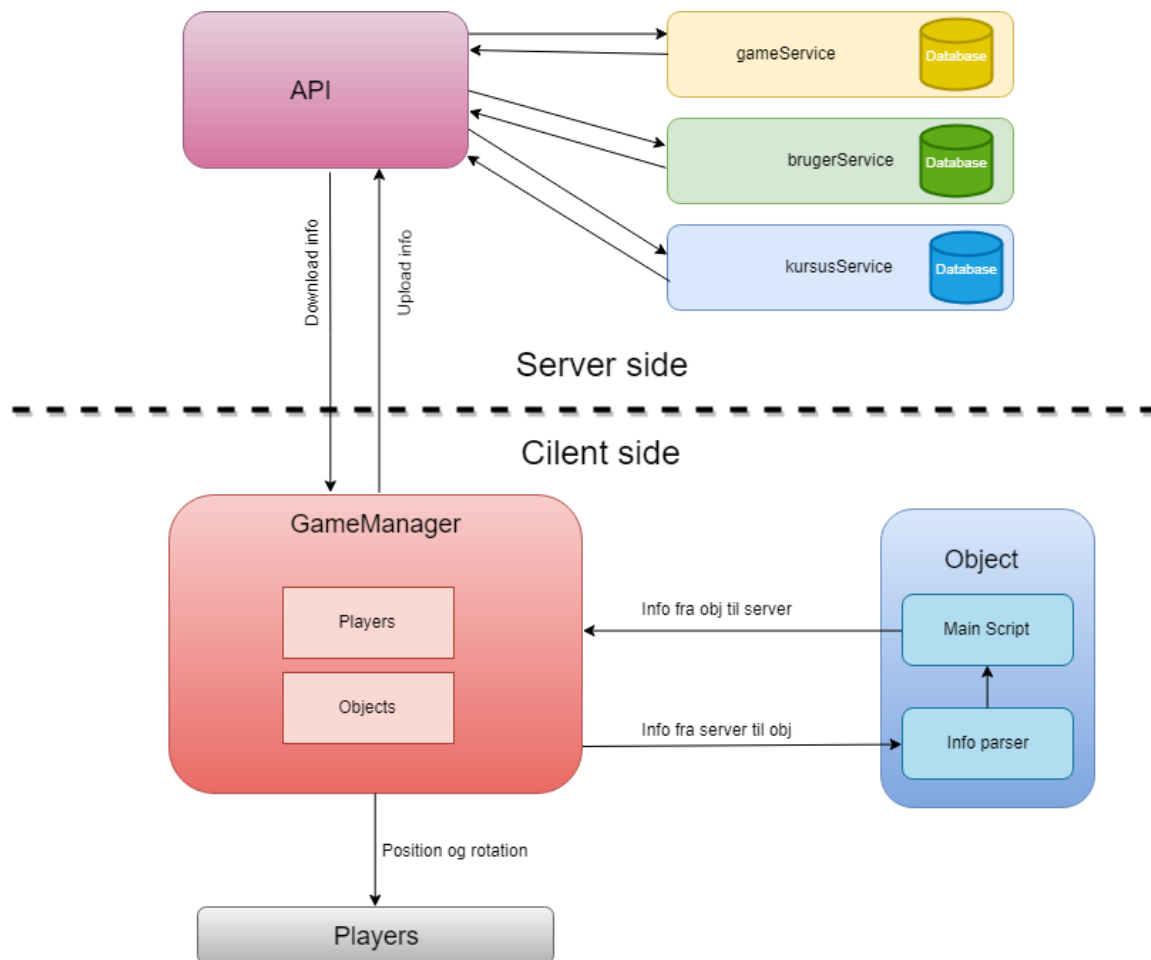 API
gameService
Database
brugerService
Database
kursusService
Database
Download info
Upload info
Server side
Cilent side
GameManager
Players
Objects
Info fra obj til server
Info fra server til obj
Object
Main Script
Info parser
Position og rotation
Players